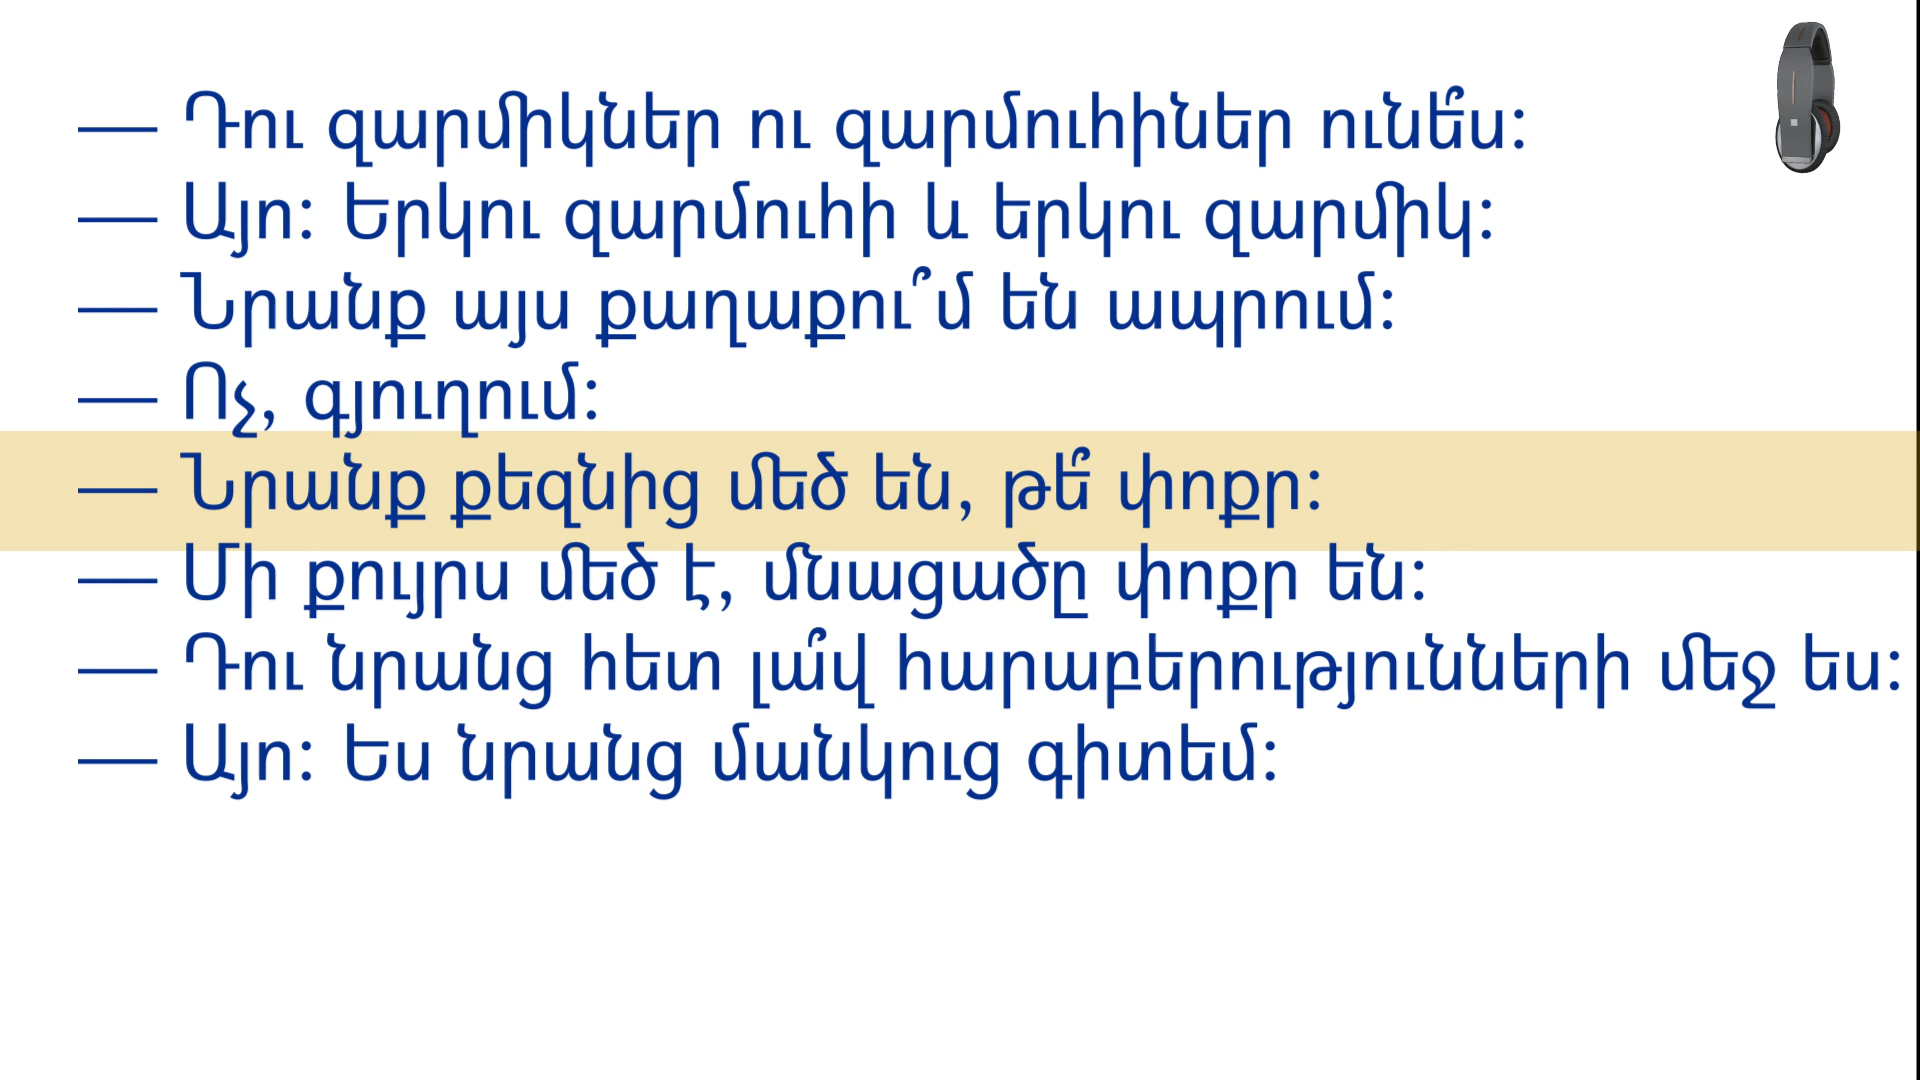 — Դու զարմիկներ ու զարմուհիներ ունե՞ս:
— Այո: Երկու զարմուհի և երկու զարմիկ:
— Նրանք այս քաղաքու՞մ են ապրում:
— Ոչ, գյուղում:
— Նրանք քեզնից մեծ են, թե՞ փոքր:
— Մի քույրս մեծ է, մնացածը փոքր են:
— Դու նրանց հետ լա՞վ հարաբերությունների մեջ ես:
— Այո: Ես նրանց մանկուց գիտեմ: